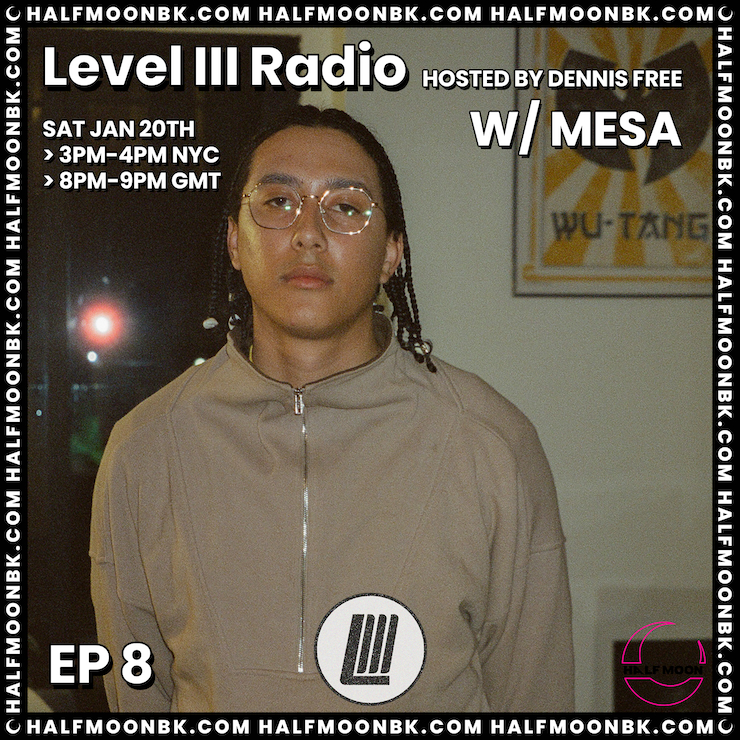 HALFMOONBK.COM HALFMOONBK.COM HALFMOONBK.COM
Level III Radio HOSTED BY DENNIS FREE
W/ MESA
SAT JAN 20TH
> 3PM-4PM NYC
> 8PM-9PM GMT
WU-TANG
EP 8
HALF MOON
HALFMOONBK.COM HALFMOONBK.COM HALFMOONBK.COM
HALFMOONBK.COM HALFMOONBK.COM HALFMOONBK.COM
HALFMOONBK.COM HALFMOONBK.COM HALFMOONBK.COM